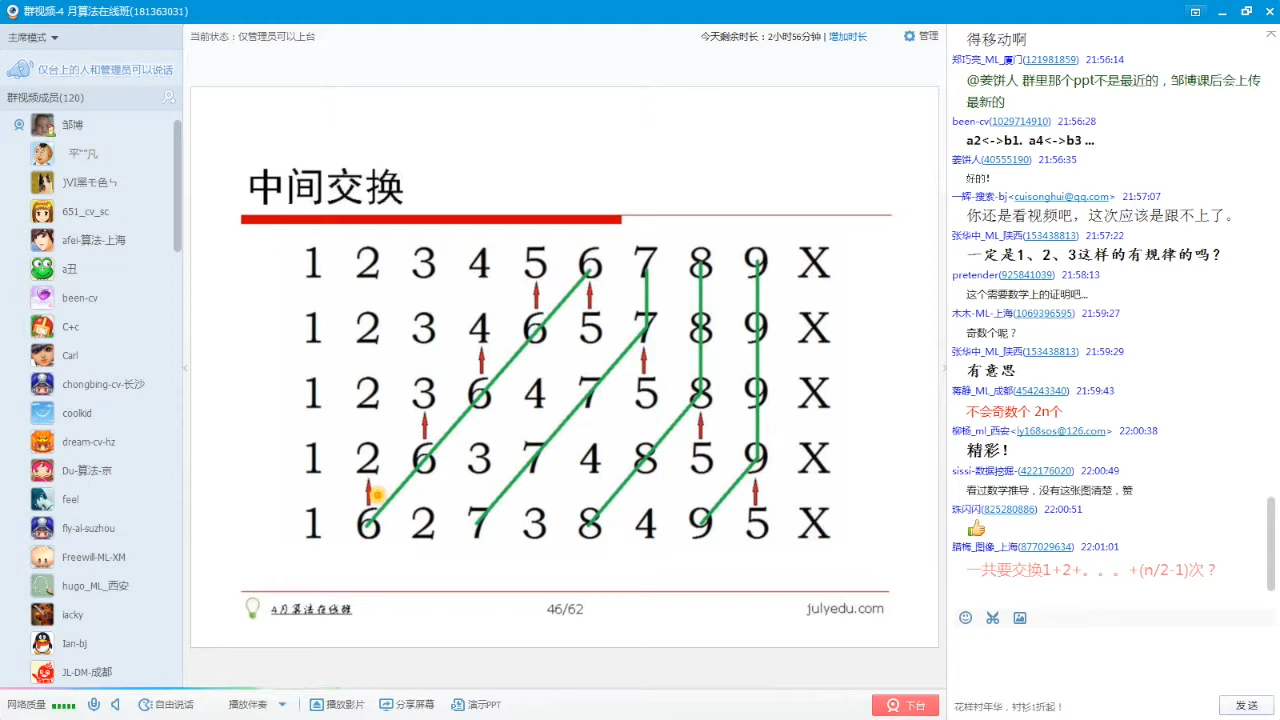 群视频-4 月算法在线班(181363031)
主席模式
仅台上的人和管理员可以说话
群视频成员(120)
邹博
651_cv_sc
afei-算法-上海
a丑
been-cv
C+c
Carl
chongbing-cv-长沙
coolkid
dream-cv-hz
Du-算法-京
feel
fly-ai-suzhou
Freewill-ML-XM
hugo_ML_西安
iacky
Ian-bj
JL-DM-成都
网络质量
自由说话
播放伴奏
播放影片
分享屏幕
演示PPT
下台
当前状态：仅管理员可以上台
今天剩余时长：2小时56分钟 | 增加时长
管理
中间交换
1 2 3 4 5 6 7 8 9 X
1 2 3 4 6 5 7 8 9 X
1 2 3 6 4 7 5 8 9 X
1 2 6 3 7 4 8 5 9 X
1 6 2 7 3 8 4 9 5 X
4月算法在线班
46/62
julyedu.com
得移动啊
郑巧亮_ML_厦门(121981859) 21:56:14
@姜饼人 群里那个ppt不是最近的，邹博课后会上传
最新的
been-cv(1029714910) 21:56:28
a2<->b1. a4<->b3 ...
姜饼人(40555190) 21:56:35
好的!
一辉-搜索-bj<cuisonghui@qq.com> 21:57:07
你还是看视频吧，这次应该是跟不上了。
张华中_ML_陕西(153438813) 21:57:22
一定是1、2、3这样的有规律的吗？
pretender(925841039) 21:58:13
这个需要数学上的证明吧...
木木-ML-上海(1069396595) 21:59:27
奇数个呢？
张华中_ML_陕西(153438813) 21:59:29
有意思
蒋静_ML_成都(454243340) 21:59:43
不会奇数个 2n个
柳杨_ml_西安<ly168sos@126.com> 22:00:38
精彩！
sissi-数据挖掘-(422176020) 22:00:49
看过数学推导，没有这张图清楚，赞
珠闪闪(825280886) 22:00:51
腊梅_图像_上海(877029634) 22:01:01
一共要交换1+2+。。。+(n/2-1)次？
花样衬年华，衬衫1折起！
发送